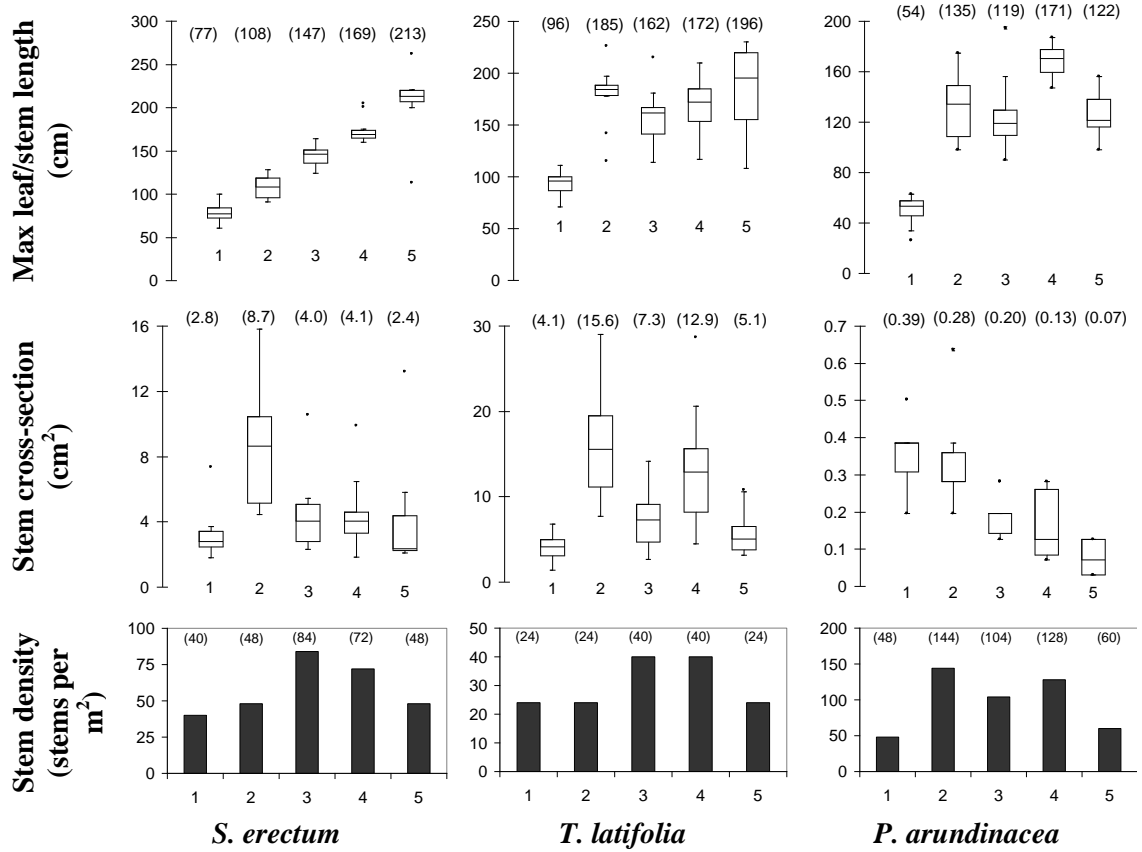 Max leaf/stem length
(cm)
300
250
200
150
100
50
0
(77) (108) (147) (169) (213)
1 2 3 4 5
250
200
150
100
50
0
(96) (185) (162) (172) (196)
1 2 3 4 5
200
160
120
80
40
0
(54) (135) (119) (171) (122)
1 2 3 4 5
Stem cross-section
(cm2)
16
12
8
4
0
(2.8) (8.7) (4.0) (4.1) (2.4)
1 2 3 4 5
30
20
10
0
(4.1) (15.6) (7.3) (12.9) (5.1)
1 2 3 4 5
0.7
0.6
0.5
0.4
0.3
0.2
0.1
0
(0.39) (0.28) (0.20) (0.13) (0.07)
1 2 3 4 5
Stem density
(stems per
m2)
100
75
50
25
0
(40) (48) (84) (72) (48)
1 2 3 4 5
S. erectum
50
40
30
20
10
0
(24) (24) (40) (40) (24)
1 2 3 4 5
T. latifolia
200
150
100
50
0
(48) (144) (104) (128) (60)
1 2 3 4 5
P. arundinacea